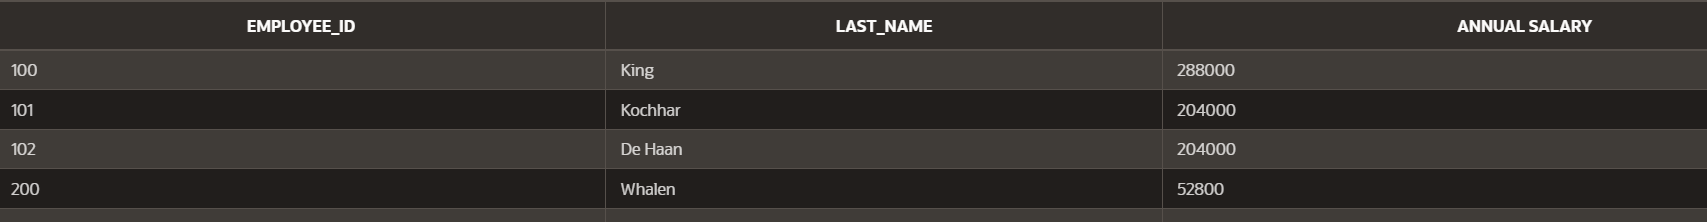 EMPLOYEE_ID LAST_NAME ANNUAL SALARY
100 King 288000
101 Kochhar 204000
102 De Haan 204000
200 Whalen 52800